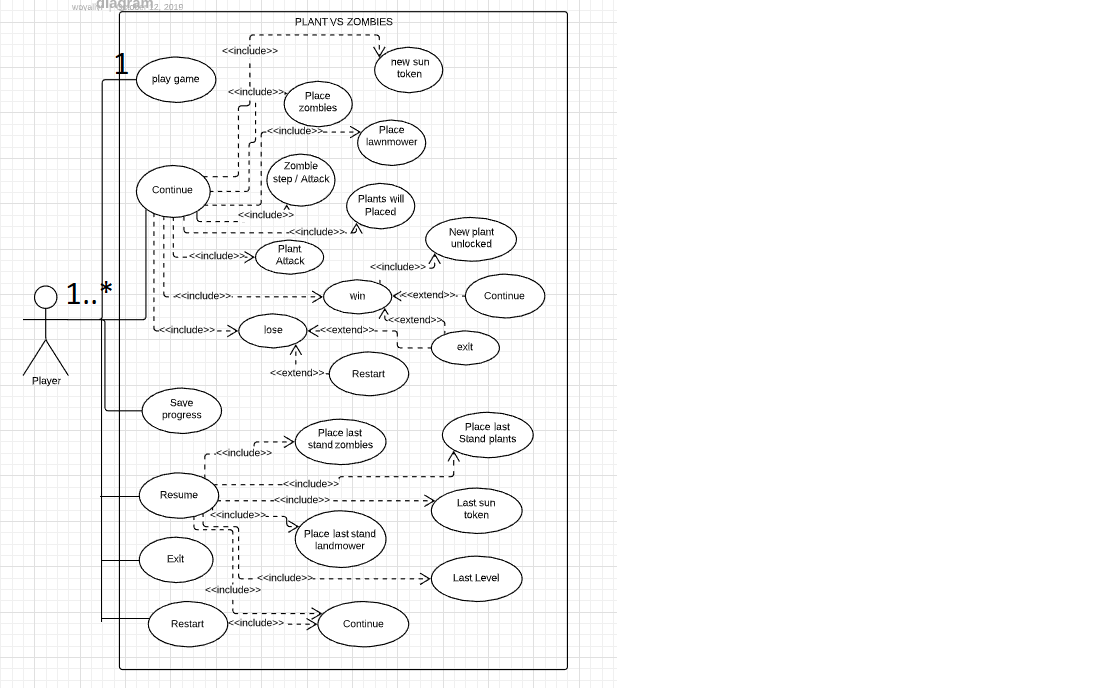 diagram
October 12, 2019
PLANT VS ZOMBIES
<<include>>
new sun
token
1
play game
<<include>>
Place
zombies
<<include>>
Place
lawnmower
Zombie
step / Attack
Continue
Plants will
Placed
<<include>>
<<include>>
New plant
unlocked
Plant
Attack
<<include>>
<<include>>
1..*
<<include>>
win
<<extend>>
Continue
<<extend>>
<<include>>
lose
<<extend>>
exit
<<extend>>
Restart
Player
Save
progress
Place last
stand zombies
Place last
Stand plants
<<include>>
<<include>>
Resume
<<include>>
Last sun
token
<<include>>
Place last stand
landmower
Exit
<<include>>
Last Level
<<include>>
Restart
<<include>>
Continue